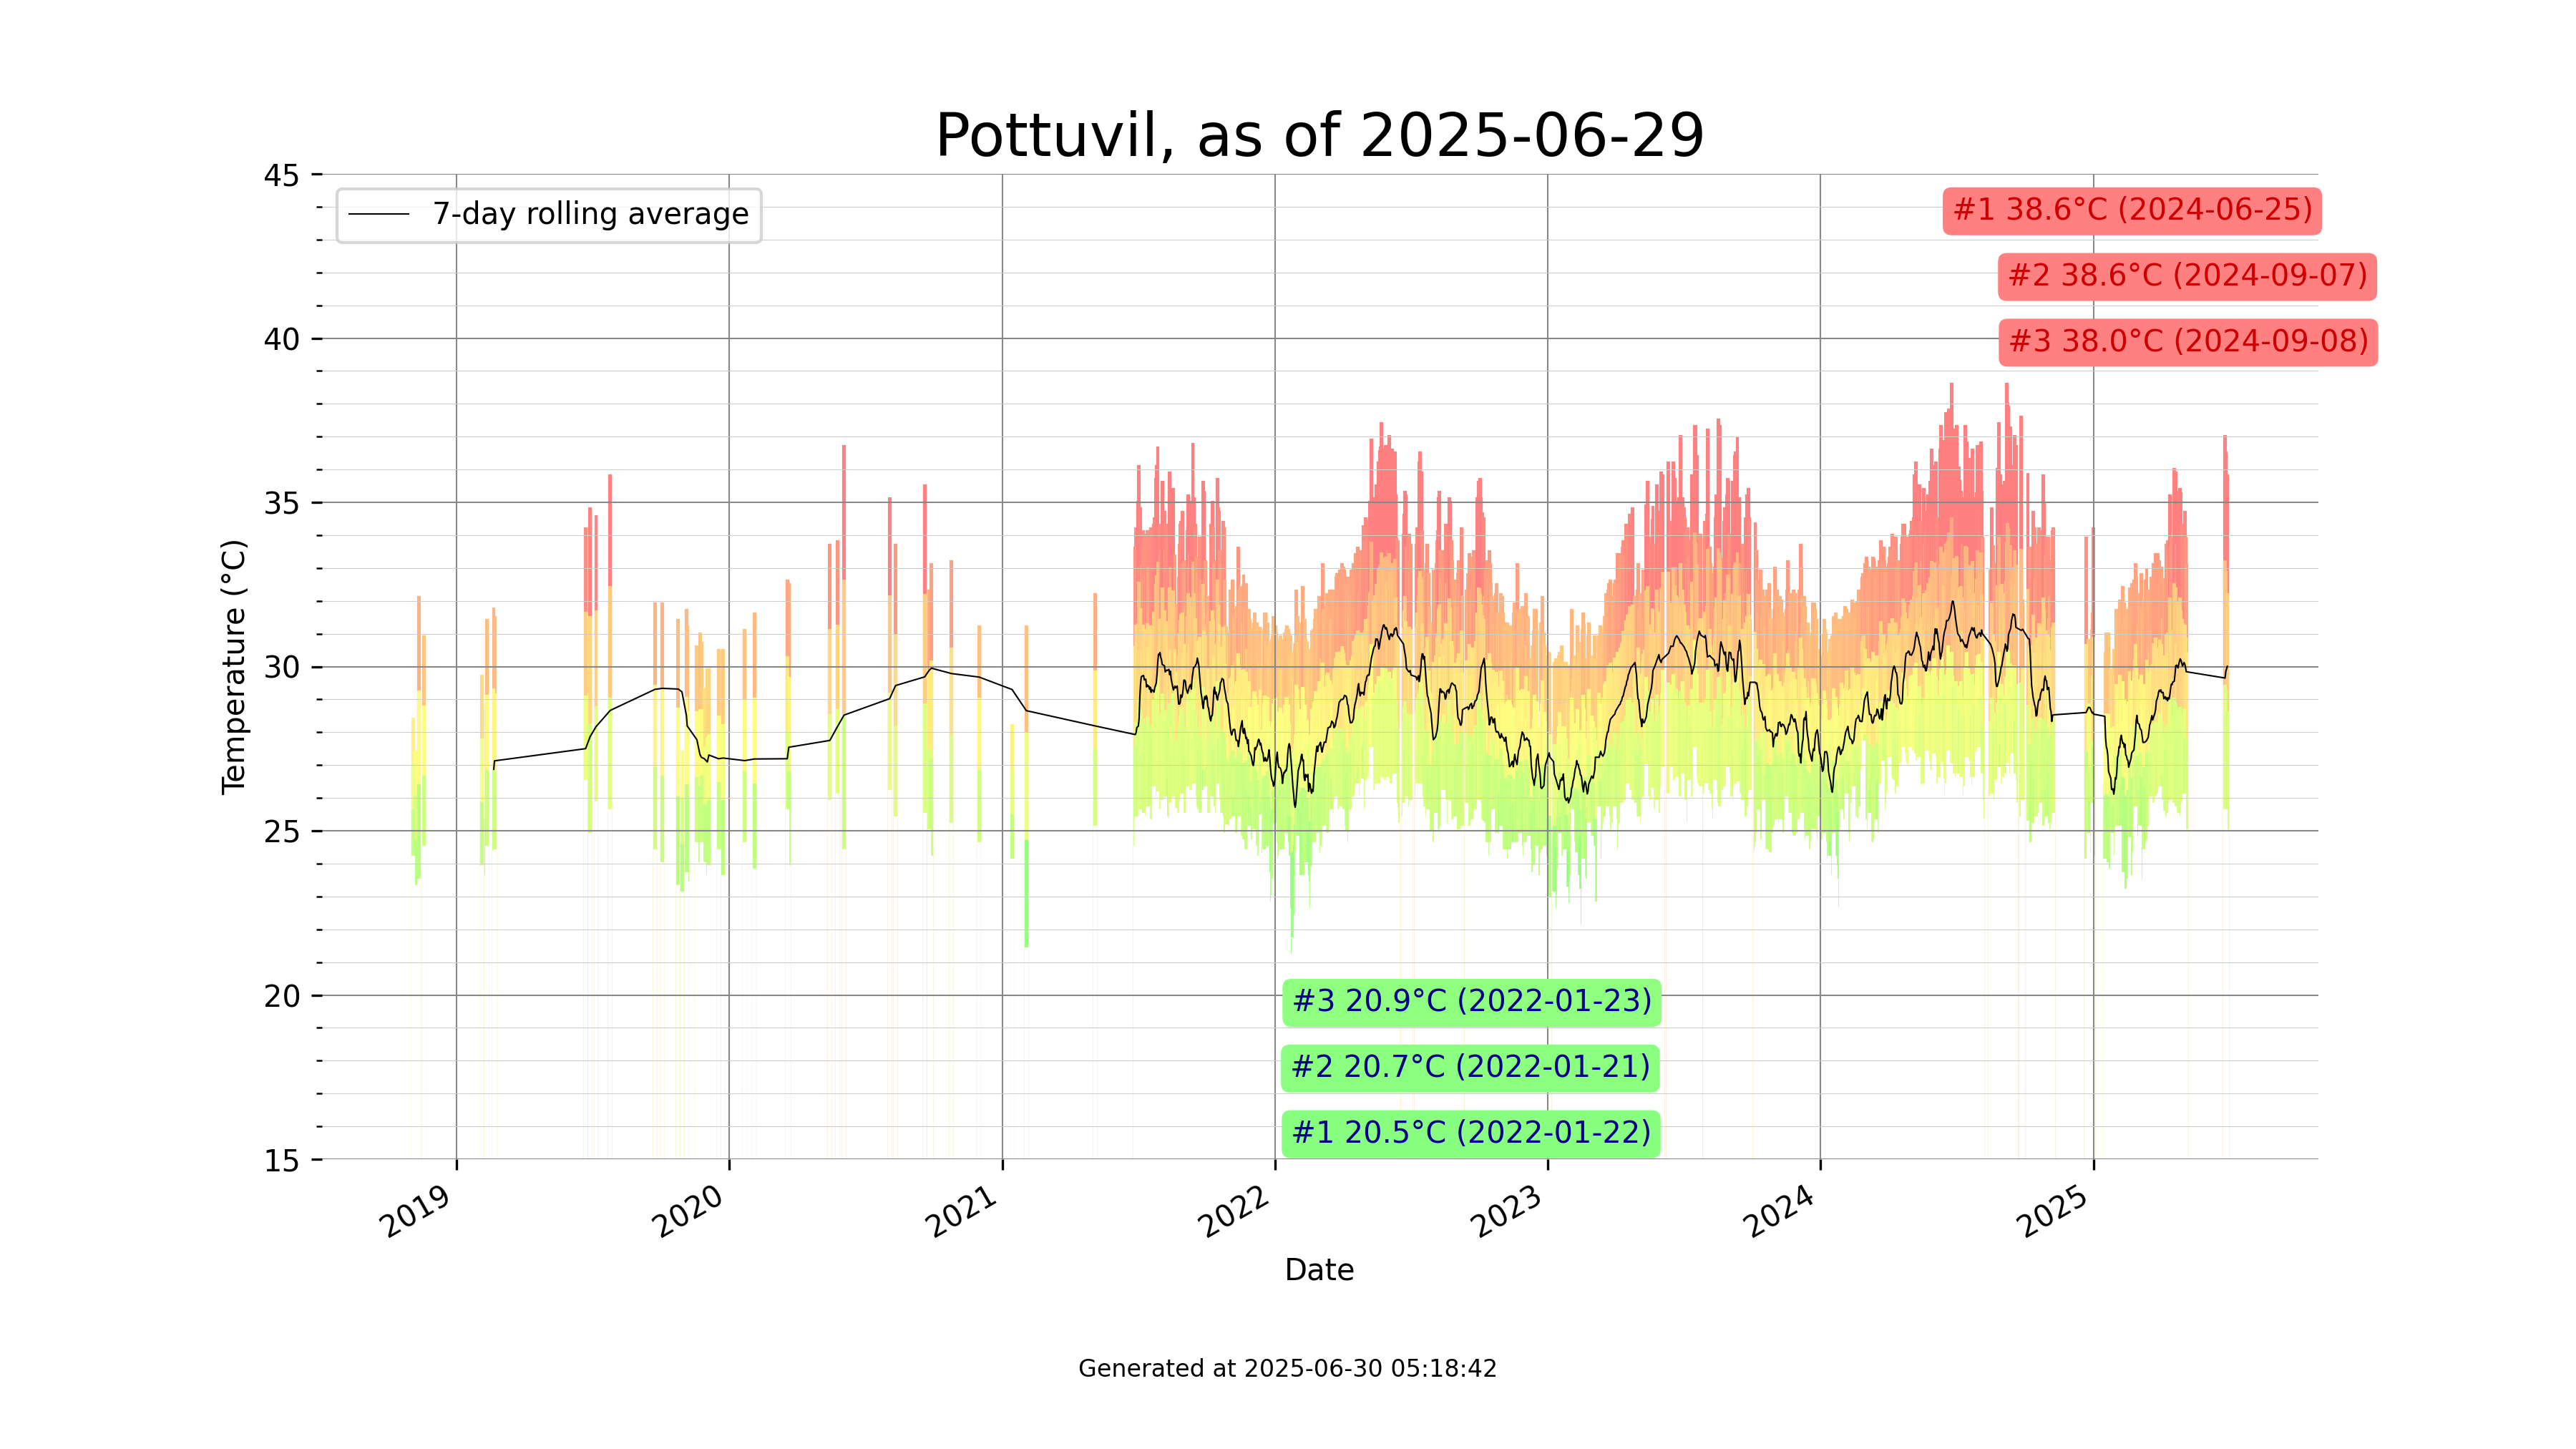 Pottuvil, as of 2025-06-29
7-day rolling average
#1 38.6°C (2024-06-25)
#2 38.6°C (2024-09-07)
#3 38.0°C (2024-09-08)
45
40
35
30
25
20
15
Temperature (°C)
#3 20.9°C (2022-01-23)
#2 20.7°C (2022-01-21)
#1 20.5°C (2022-01-22)
2019
2020
2021
2022
2023
2024
2025
Date
Generated at 2025-06-30 05:18:42